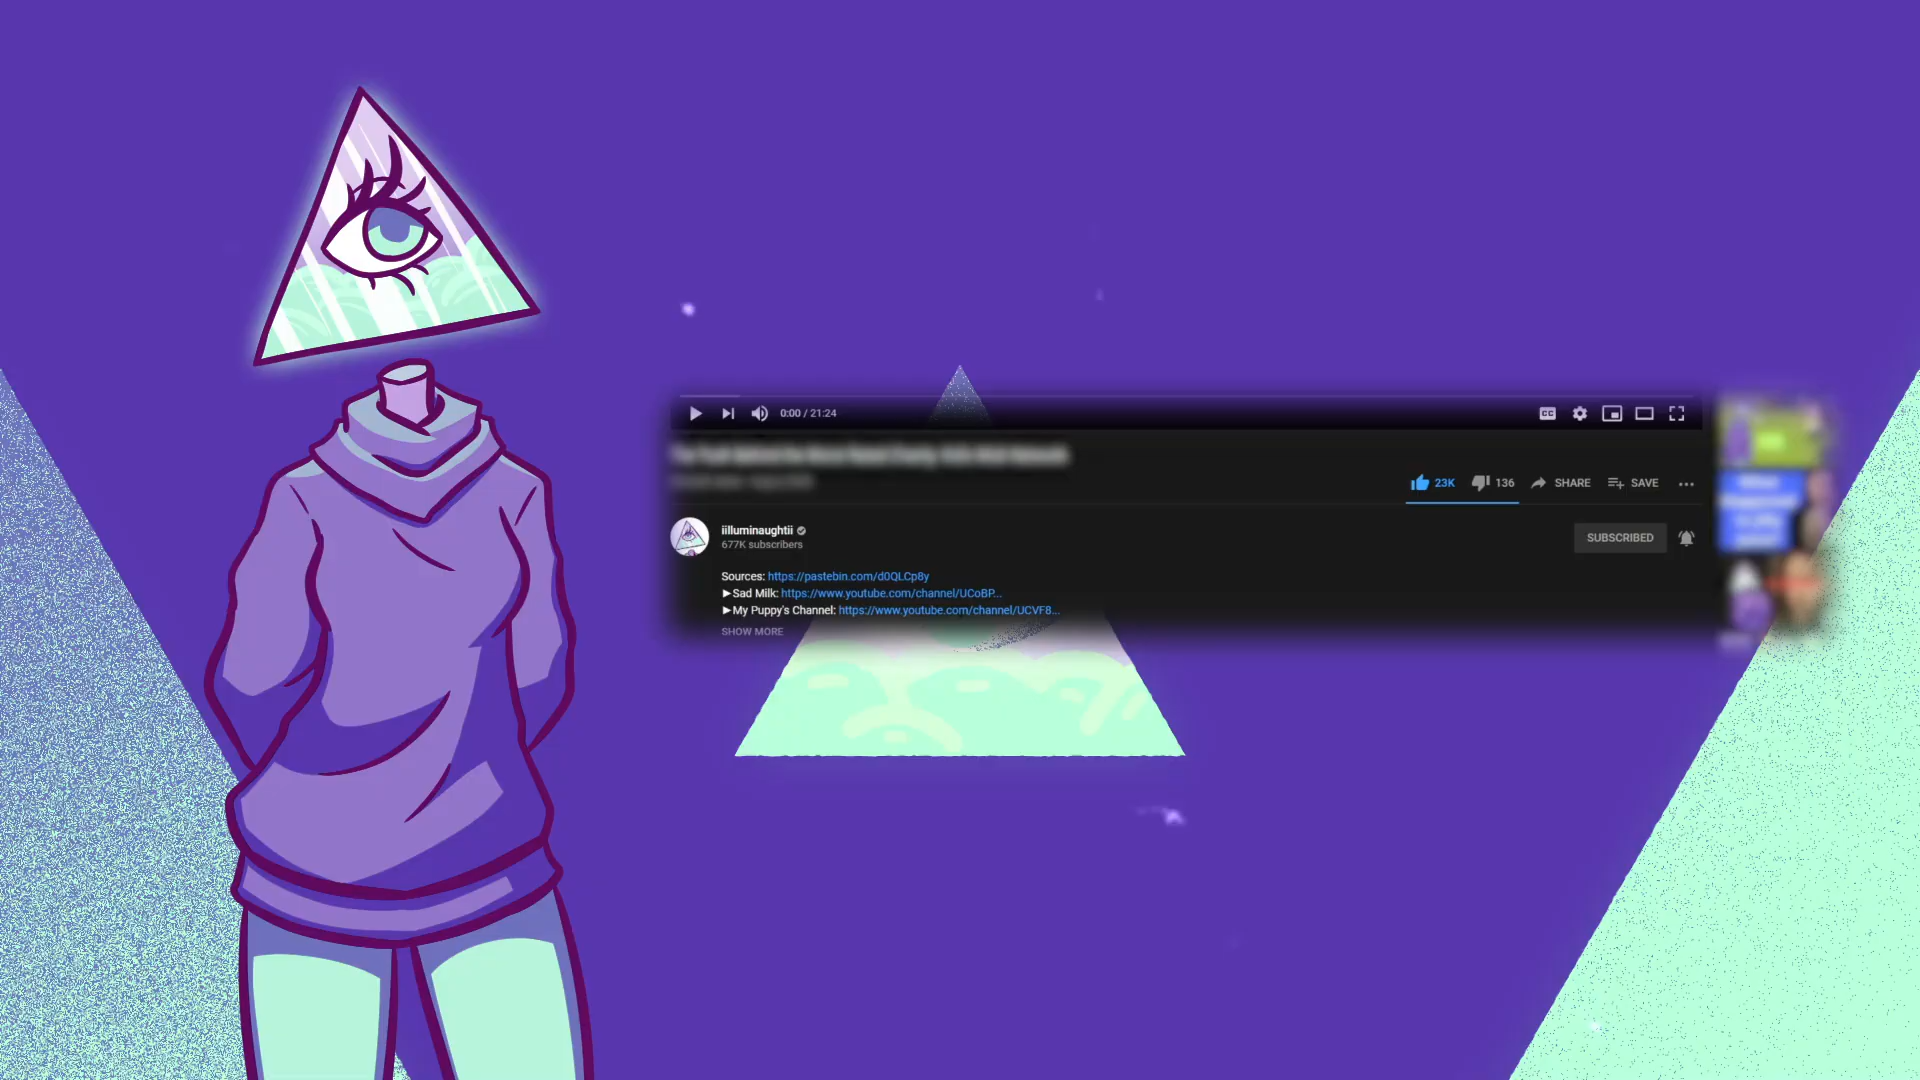 0:00 / 21:24
23K 136 SHARE SAVE
iilluminaughtii
677K subscribers
SUBSCRIBED
Sources: https://pastebin.com/d0QLCp8y
►Sad Milk: https://www.youtube.com/channel/UCoBP...
►My Puppy's Channel: https://www.youtube.com/channel/UCVF8...
SHOW MORE